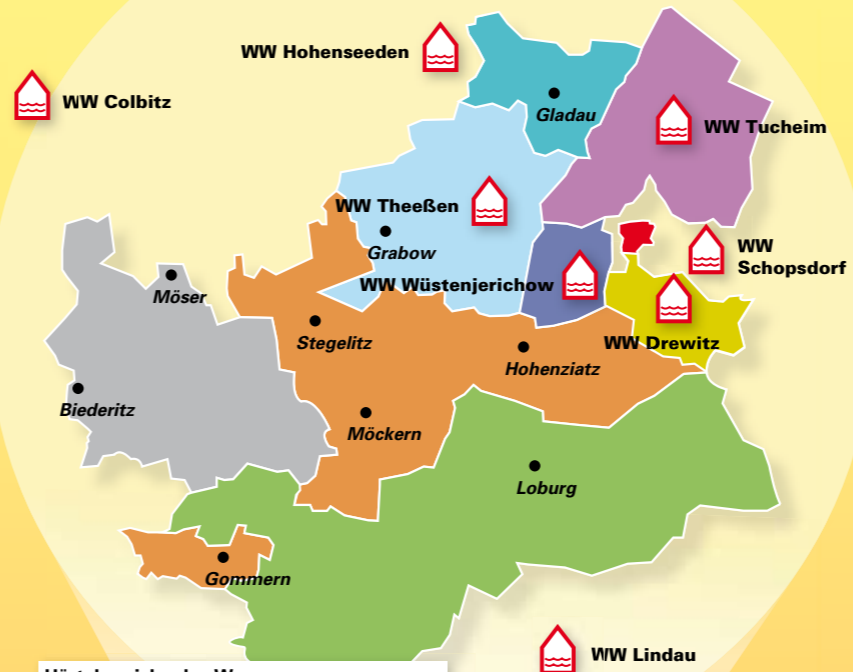 WW Hohenseeden
WW Colbitz
Gladau
WW Tucheim
WW Theeßen
Grabow
WW
Schopsdorf
WW Wüstenjerichow
Möser
Stegelitz
WW Drewitz
Hohenziatz
Biederitz
Möckern
Loburg
Gommern
WW Lindau